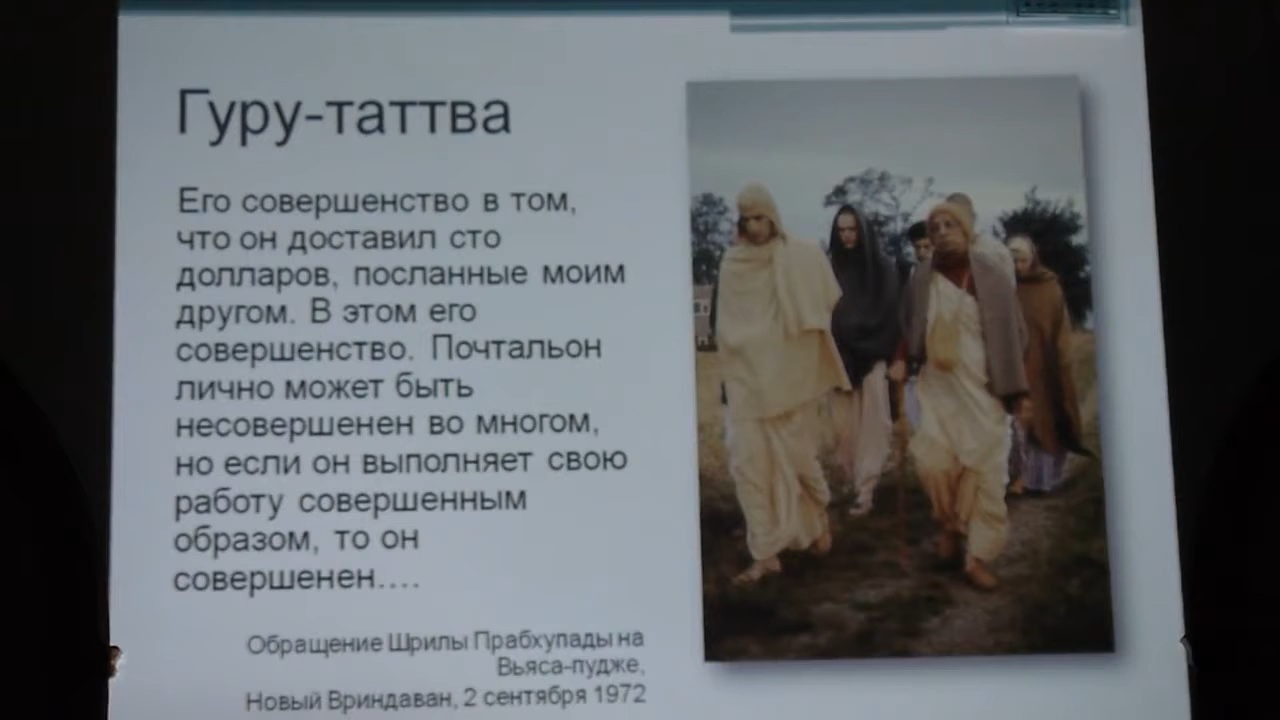 Гуру-таттва
Его совершенство в том,
что он доставил сто
долларов, посланные моим
другом. В этом его
совершенство. Почтальон
лично может быть
несовершенен во многом,
но если он выполняет свою
работу совершенным
образом, то он
совершенен....
Обращение Шрилы Прабхупады на
Вьяса-пудже,
Новый Вриндаван, 2 сентября 1972